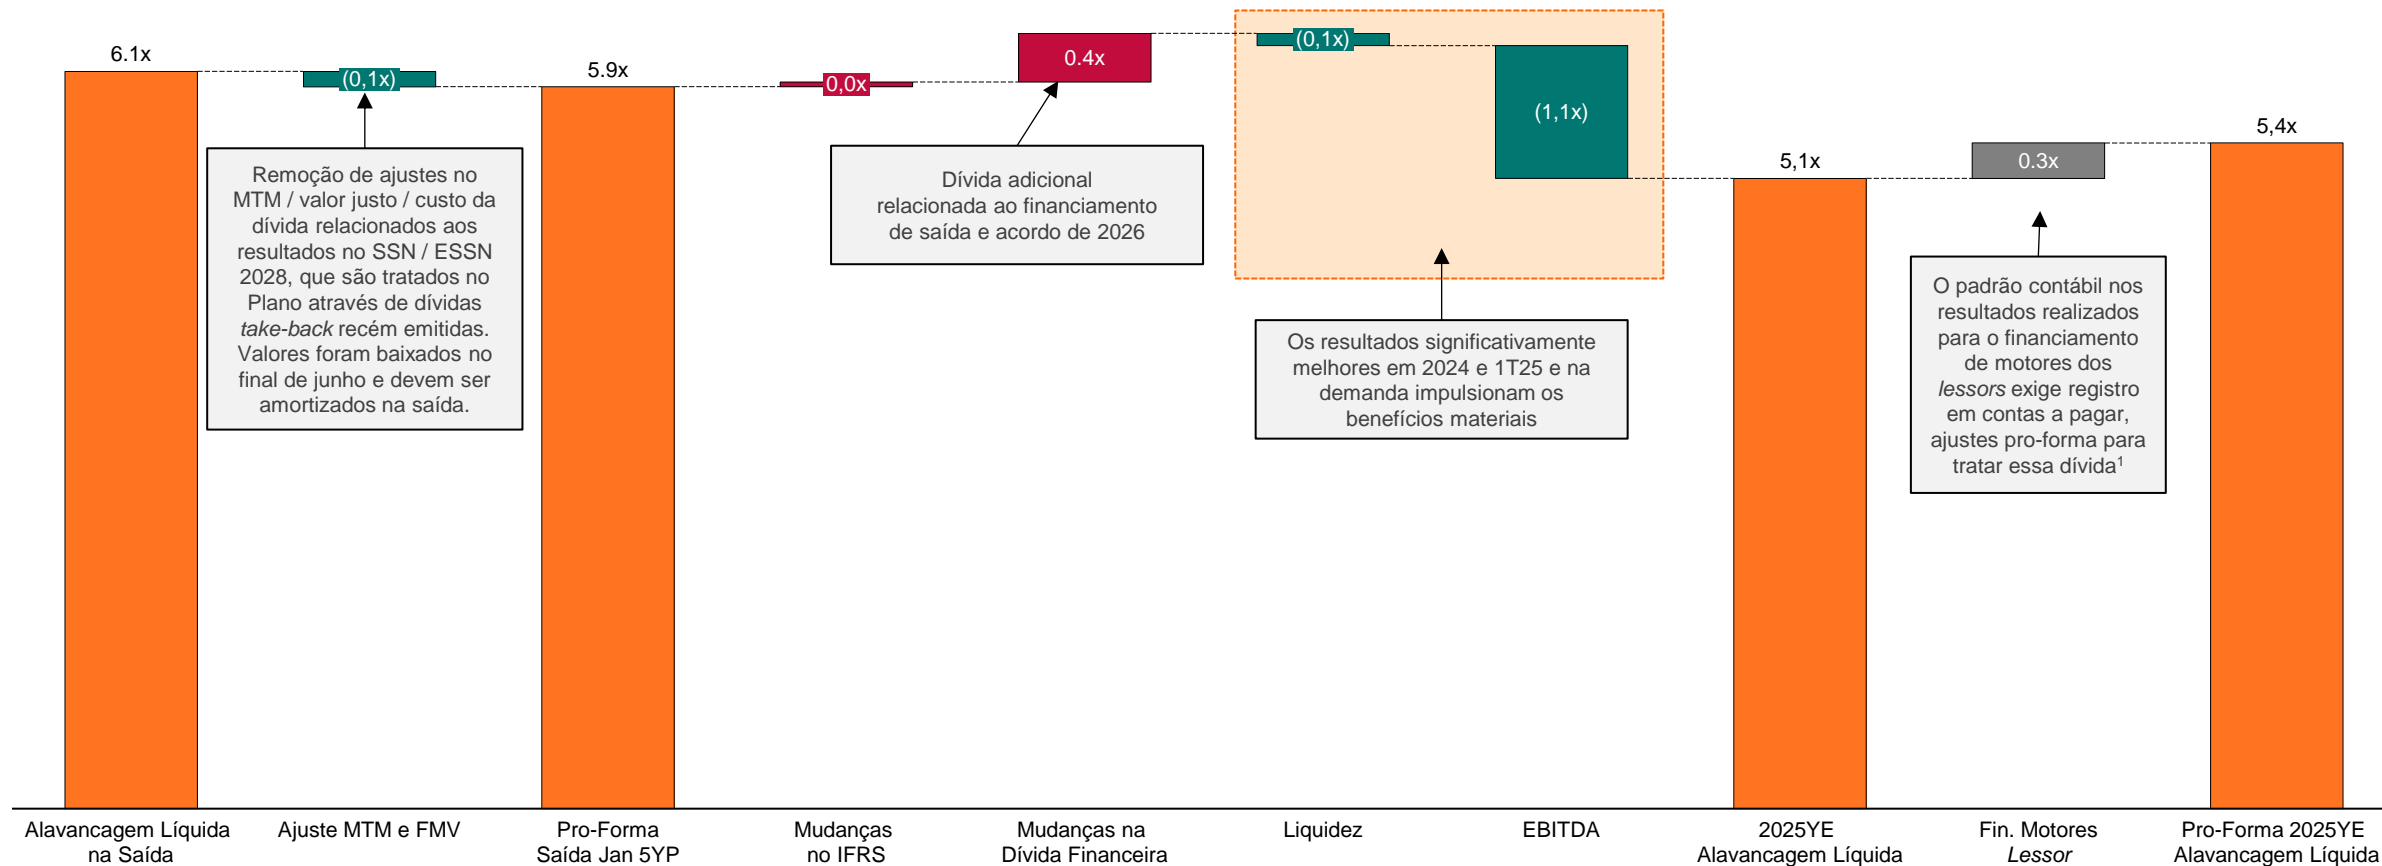 6.1x
(0,1x)
5.9x
0,0x
0.4x
(0,1x)
(1,1x)
5,1x
0.3x
5,4x
Remoção de ajustes no
MTM / valor justo / custo da
dívida relacionados aos
resultados no SSN / ESSN
2028, que são tratados no
Plano através de dívidas
take-back recém emitidas.
Valores foram baixados no
final de junho e devem ser
amortizados na saída.
Dívida adicional
relacionada ao financiamento
de saída e acordo de 2026
Os resultados significativamente
melhores em 2024 e 1T25 e na
demanda impulsionam os
benefícios materiais
O padrão contábil nos
resultados realizados
para o financiamento
de motores dos
lessors exige registro
em contas a pagar,
ajustes pro-forma para
tratar essa dívida¹
Alavancagem Líquida
na Saída
Ajuste MTM e FMV
Pro-Forma
Saída Jan 5YP
Mudanças
no IFRS
Mudanças na
Dívida Financeira
Liquidez
EBITDA
2025YE
Alavancagem Líquida
Fin. Motores
Lessor
Pro-Forma 2025YE
Alavancagem Líquida